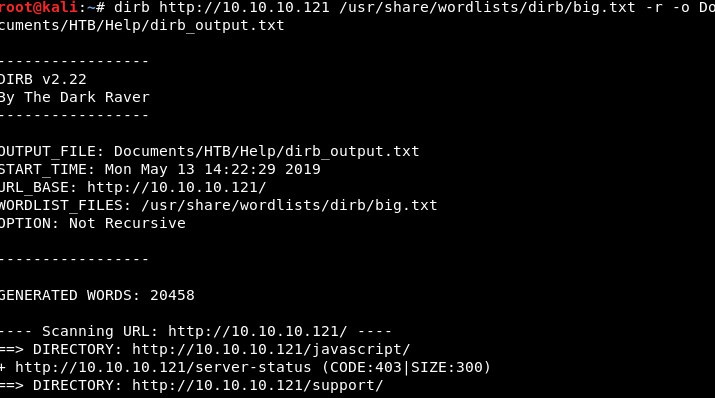 root@kali:~# dirb http://10.10.10.121 /usr/share/wordlists/dirb/big.txt -r -o Do
cuments/HTB/Help/dirb_output.txt
-----------------
DIRB v2.22
By The Dark Raver
-----------------
OUTPUT_FILE: Documents/HTB/Help/dirb_output.txt
START_TIME: Mon May 13 14:22:29 2019
URL_BASE: http://10.10.10.121/
WORDLIST_FILES: /usr/share/wordlists/dirb/big.txt
OPTION: Not Recursive
-----------------
GENERATED WORDS: 20458
---- Scanning URL: http://10.10.10.121/ ----
==> DIRECTORY: http://10.10.10.121/javascript/
+ http://10.10.10.121/server-status (CODE:403|SIZE:300)
==> DIRECTORY: http://10.10.10.121/support/